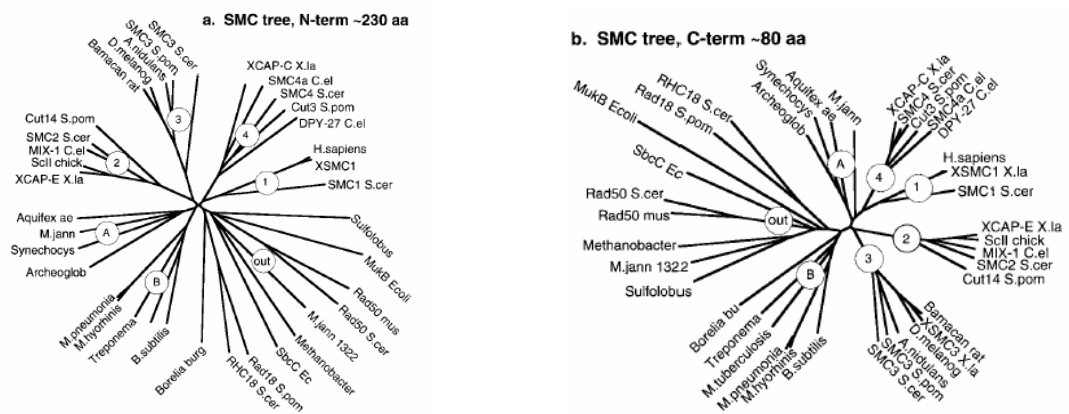 a. SMC tree, N-term ~230 aa
SMC3 S.cer
SMC3 S.pom
A.nidulans
D.melanog
Barnacan rat
3
XCAP-C X.la
SMC4a C.el
SMC4 S.cer
Cut3 S.pom
DPY-27 C.el
4
H.sapiens
XSMC1
SMC1 S.cer
1
Cut14 S.pom
SMC2 S.cer
MIX-1 C.el
ScII chick
XCAP-E X.la
2
Aquifex ae
M.jann
Synechocys
Archeoglob
A
M.pneumonia
M.hyorhinis
Treponema
B.subtilis
B
Borelia burg
RHC18 S.cer
Rad18 S.pom
SbcC Ec
Methanobacter
M.jann 1322
Rad50 S.cer
Rad50 mus
MukB Ecoli
Sulfolobus
out
b. SMC tree, C-term ~80 aa
MukB Ecoli
RHC18 S.cer
Rad18 S.pom
SbcC Ec
Rad50 S.cer
Rad50 mus
Methanobacter
M.jann 1322
Sulfolobus
out
Archeoglob
Synechocys
Aquifex ae
M.jann
A
XCAP-C X.la
SMC4 S.cer
Cut3 S.pom
SMC4a C.el
DPY-27 C.el
4
H.sapiens
XSMC1 X.la
SMC1 S.cer
1
XCAP-E X.la
ScII chick
MIX-1 C.el
SMC2 S.cer
Cut14 S.pom
2
Barnacan rat
XSMC3 X.la
D.melanog
A.nidulans
SMC3 S.pom
SMC3 S.cer
3
Borelia bu
Treponema
M.tuberculosis
M.pneumonia
M.hyorhinis
B.subtilis
B